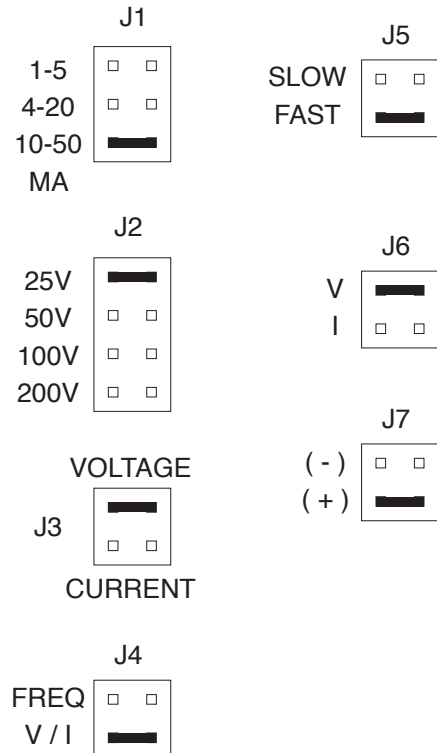 J1
1-5
4-20
10-50
MA
J2
25V
50V
100V
200V
VOLTAGE
J3
CURRENT
J4
FREQ
V / I
J5
SLOW
FAST
J6
V
I
J7
( - )
( + )